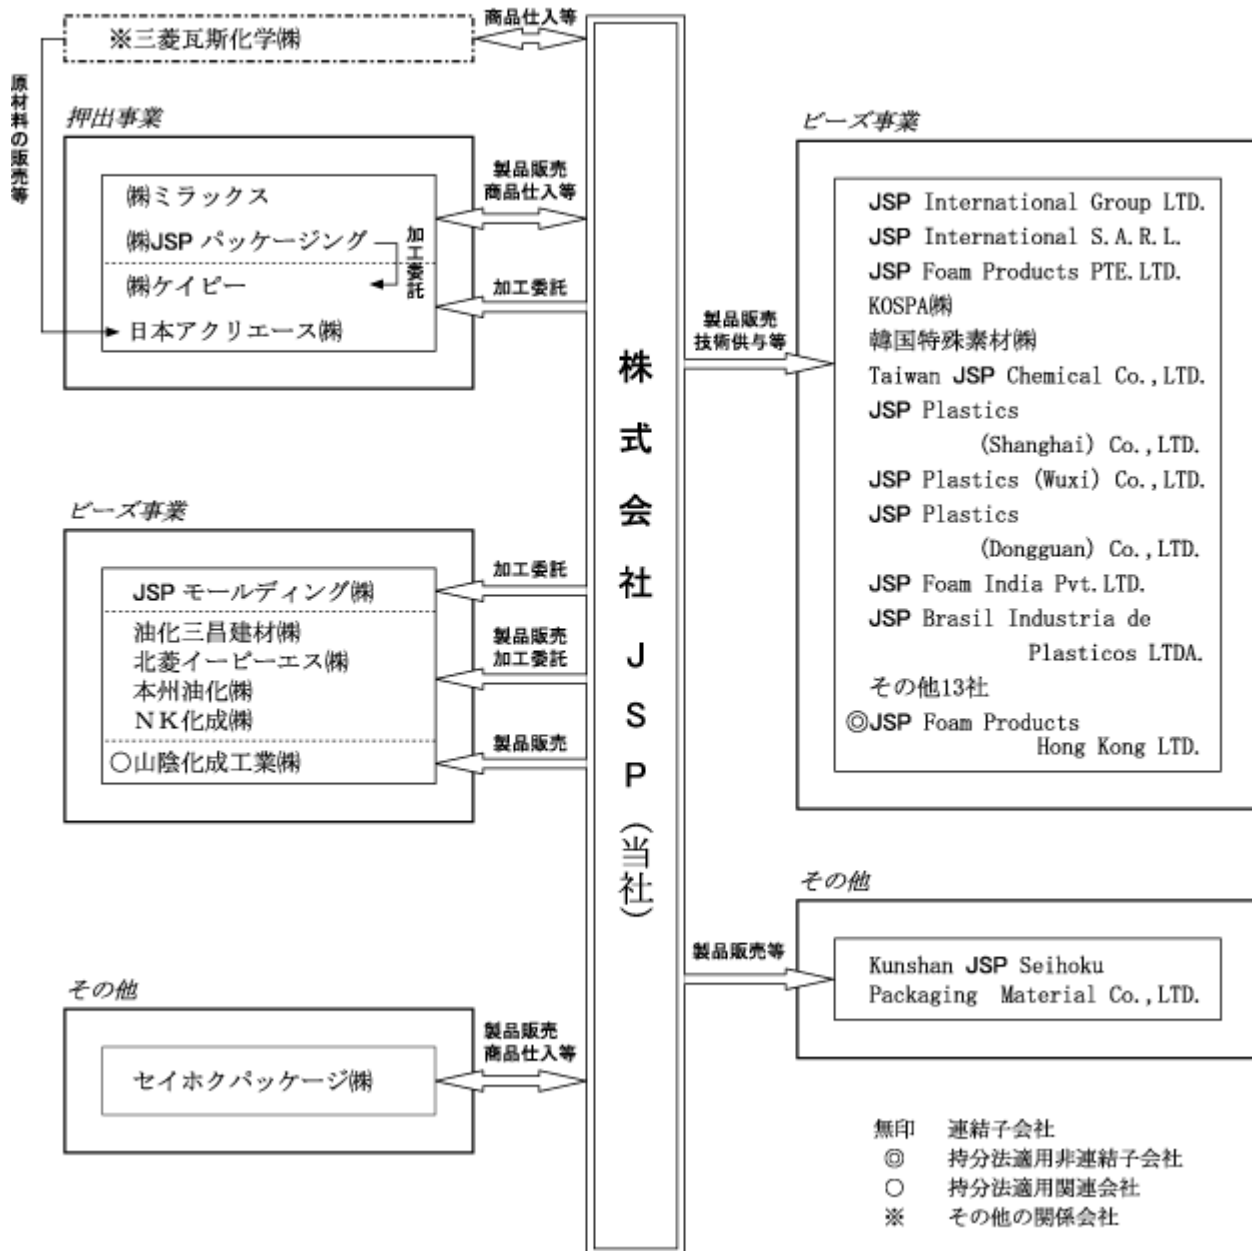 ※三菱瓦斯化学㈱
商品仕入等
原材料の販売等
押出事業
㈱ミラックス
㈱JSP パッケージング
㈱ケイピー
日本アクリエース㈱
加工委託
製品販売
商品仕入等
加工委託
ビーズ事業
JSP モールディング㈱
油化三昌建材㈱
北菱イーピーエス㈱
本州油化㈱
ＮＫ化成㈱
○山陰化成工業㈱
加工委託
製品販売
加工委託
製品販売
その他
セイホクパッケージ㈱
製品販売
商品仕入等
株式会社ＪＳＰ（当社）
製品販売
技術供与等
ビーズ事業
JSP International Group LTD.
JSP International S.A.R.L.
JSP Foam Products PTE.LTD.
KOSPA㈱
韓国特殊素材㈱
Taiwan JSP Chemical Co.,LTD.
JSP Plastics
(Shanghai) Co.,LTD.
JSP Plastics (Wuxi) Co.,LTD.
JSP Plastics
(Dongguan) Co.,LTD.
JSP Foam India Pvt.LTD.
JSP Brasil Industria de
Plasticos LTDA.
その他13社
◎JSP Foam Products
Hong Kong LTD.
製品販売等
その他
Kunshan JSP Seihoku
Packaging Material Co.,LTD.
無印 連結子会社
◎ 持分法適用非連結子会社
○ 持分法適用関連会社
※ その他の関係会社